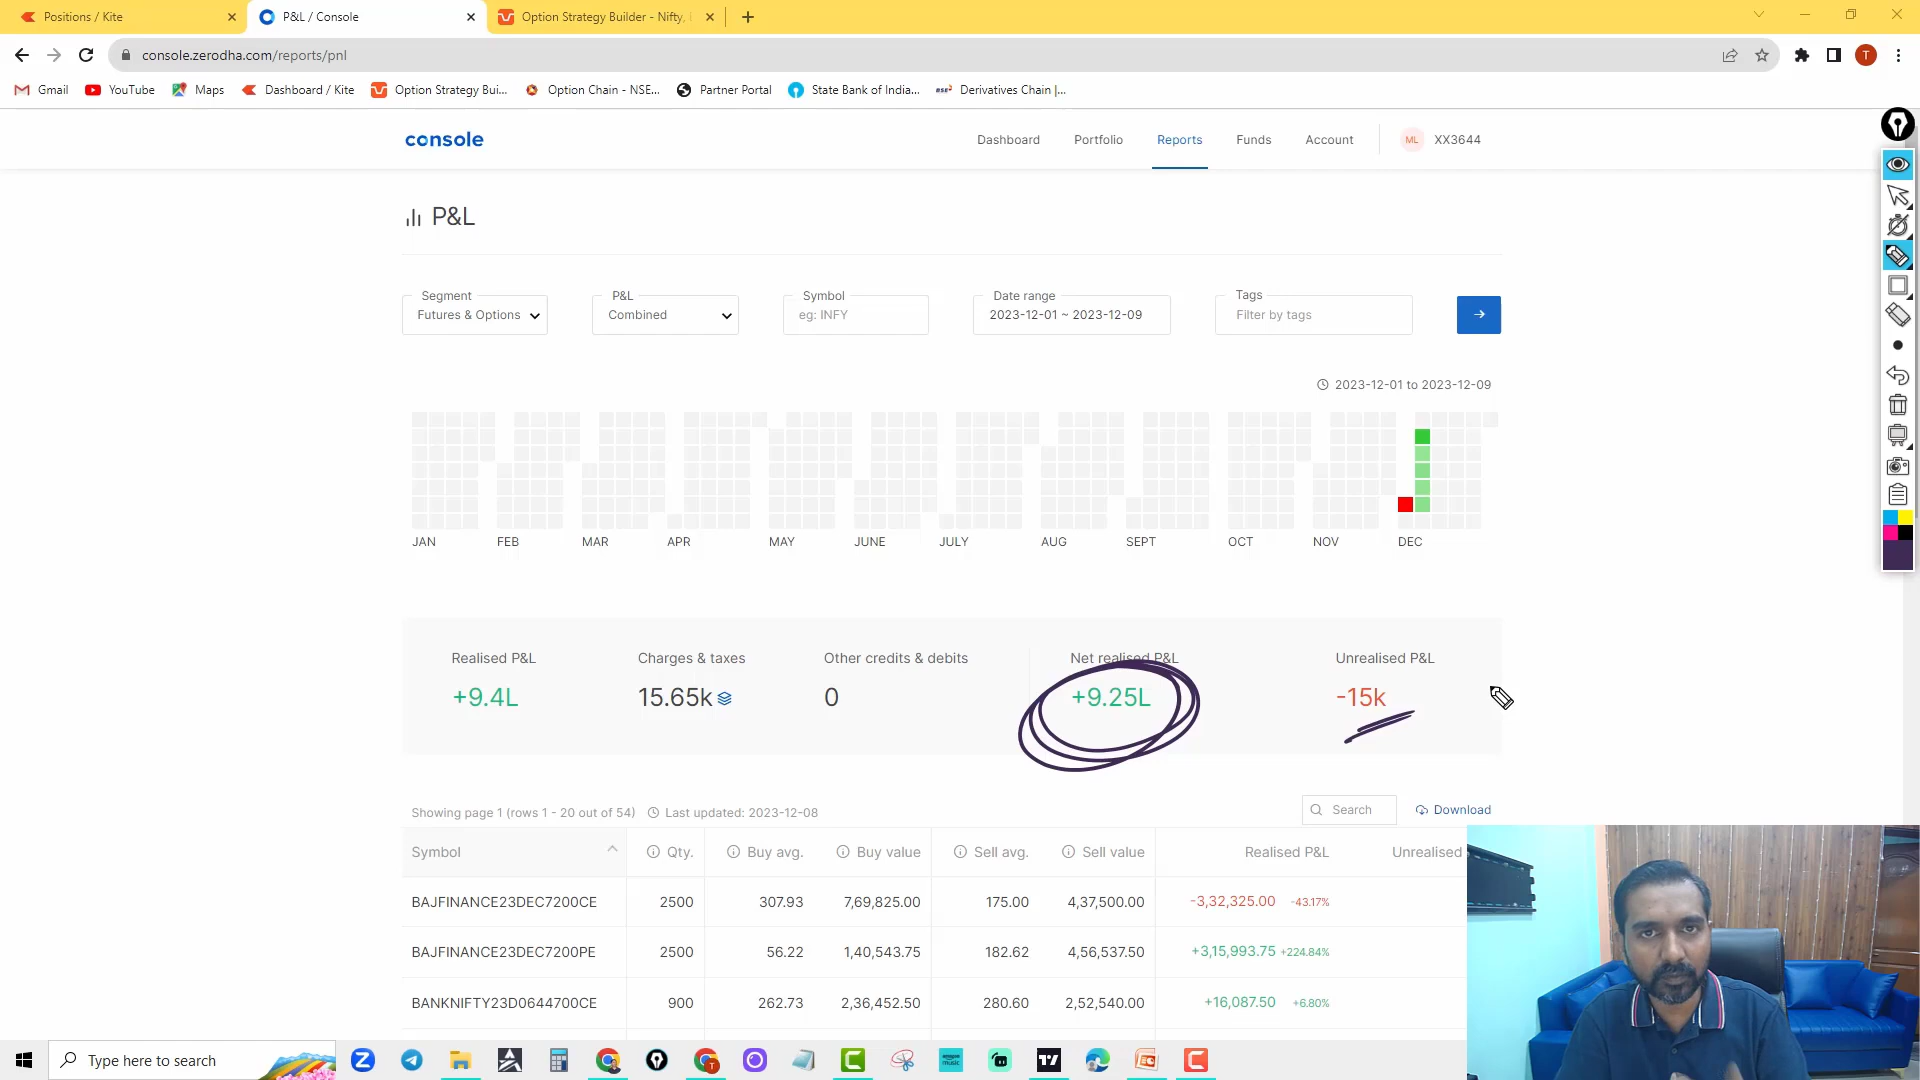 Positions / Kite
P&L / Console
Option Strategy Builder - Nifty,
console.zerodha.com/reports/pnl
T
Gmail
YouTube
Maps
Dashboard / Kite
Option Strategy Bui...
Option Chain - NSE...
Partner Portal
State Bank of India...
Derivatives Chain |...
console
Dashboard
Portfolio
Reports
Funds
Account
ML
XX3644
P&L
Segment
Futures & Options
P&L
Combined
Symbol
eg: INFY
Date range
2023-12-01 ~ 2023-12-09
Tags
Filter by tags
2023-12-01 to 2023-12-09
JAN FEB MAR APR MAY JUNE JULY AUG SEPT OCT NOV DEC
Realised P&L
+9.4L
Charges & taxes
15.65k
Other credits & debits
0
Net realised P&L
+9.25L
Unrealised P&L
-15k
Showing page 1 (rows 1 - 20 out of 54)
Last updated: 2023-12-08
Search
Download
Symbol Qty. Buy avg. Buy value Sell avg. Sell value Realised P&L Unrealised
BAJFINANCE23DEC7200CE 2500 307.93 7,69,825.00 175.00 4,37,500.00 -3,32,325.00 -43.17%
BAJFINANCE23DEC7200PE 2500 56.22 1,40,543.75 182.62 4,56,537.50 +3,15,993.75 +224.84%
BANKNIFTY23D0644700CE 900 262.73 2,36,452.50 280.60 2,52,540.00 +16,087.50 +6.80%
Type here to search